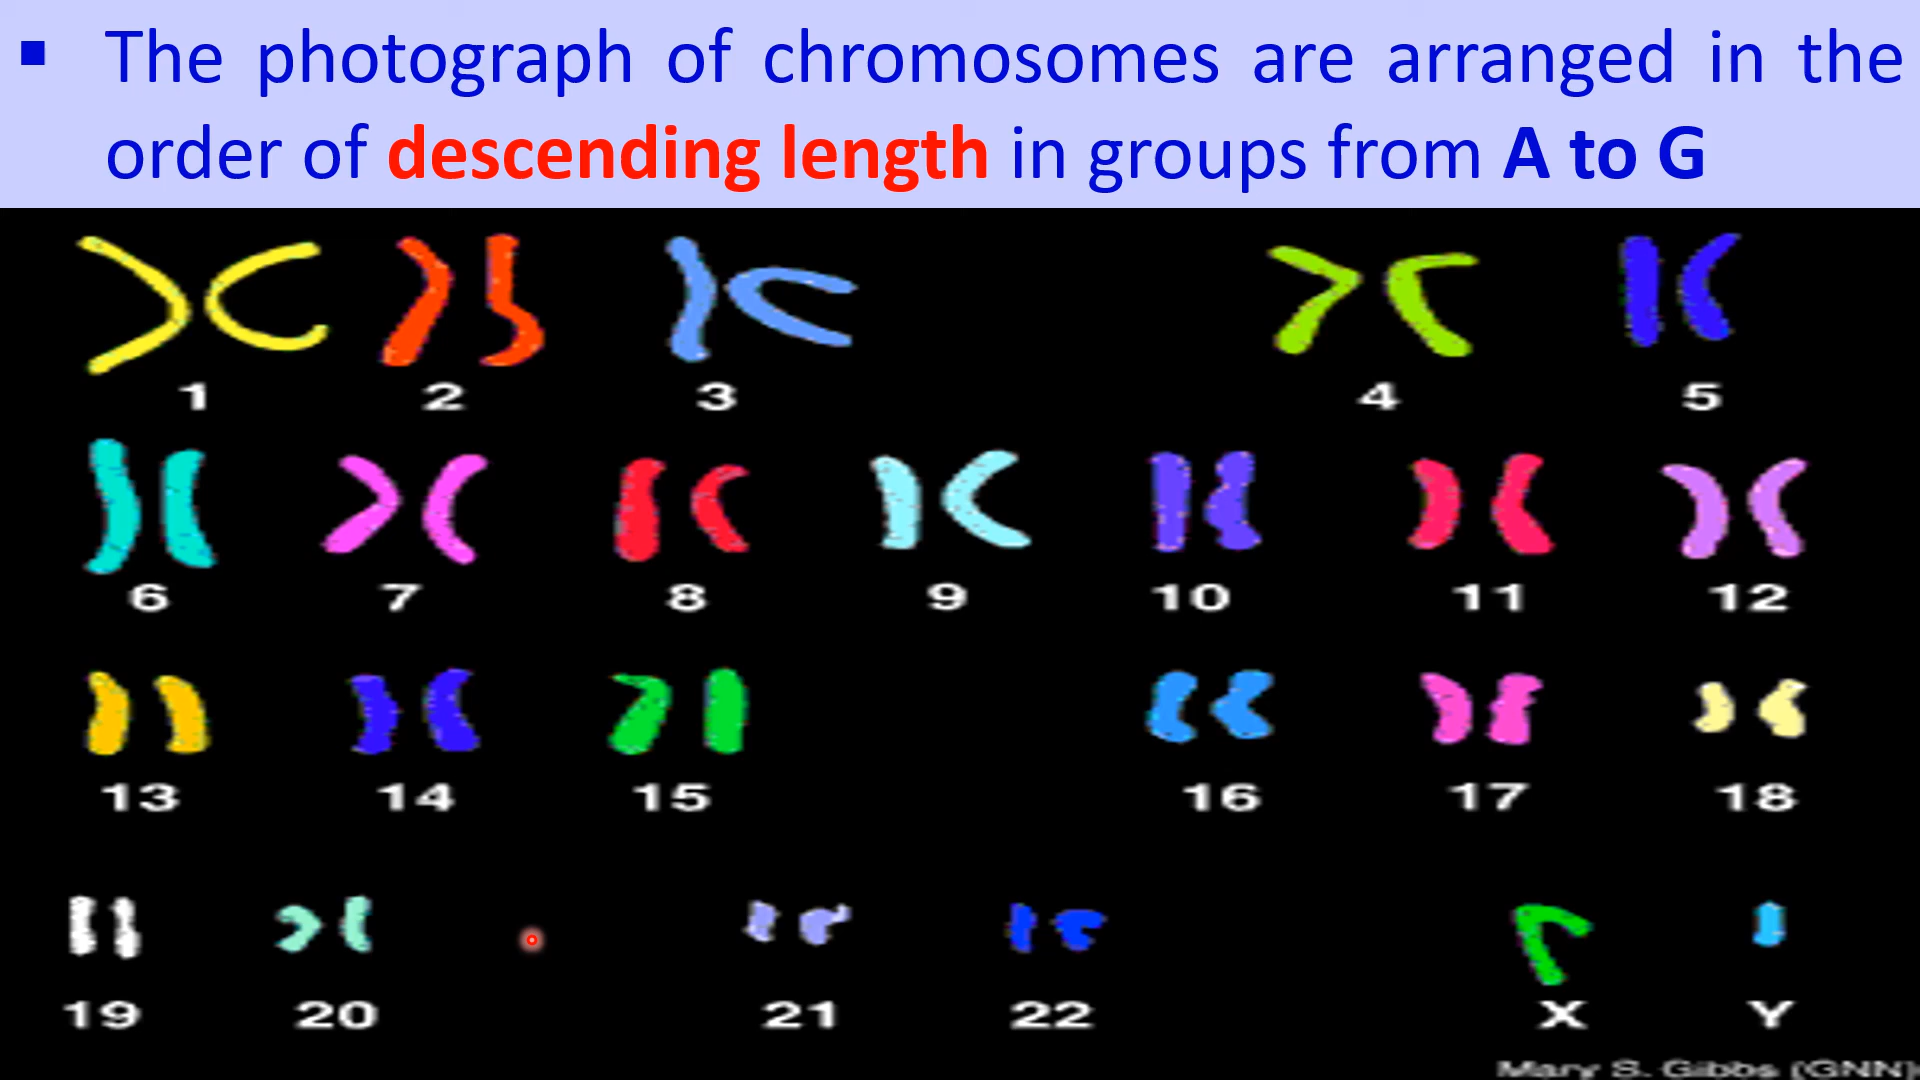 ▪ The photograph of chromosomes are arranged in the
order of descending length in groups from A to G
1 2 3 4 5
6 7 8 9 10 11 12
13 14 15 16 17 18
19 20 21 22 X Y
Mary S. Gibbs (GNN)